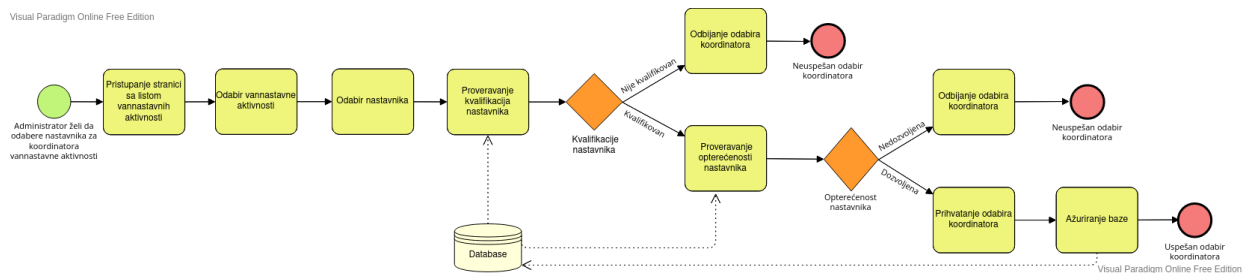 Visual Paradigm Online Free Edition
Administrator želi da
odabere nastavnika za
koordinatora
vannastavne aktivnosti
Pristupanje stranici
sa listom
vannastavnih
aktivnosti
Odabir vannastavne
aktivnosti
Odabir nastavnika
Proveravanje
kvalifikacija
nastavnika
Kvalifikacije
nastavnika
Nije kvalifikovan
Kvalifikovan
Odbijanje odabira
koordinatora
Neuspešan odabir
koordinatora
Proveravanje
opterećenosti
nastavnika
Opterećenost
nastavnika
Nedozvoljena
Dozvoljena
Odbijanje odabira
koordinatora
Neuspešan odabir
koordinatora
Prihvatanje odabira
koordinatora
Ažuriranje baze
Uspešan odabir
koordinatora
Database
Visual Paradigm Online Free Edition